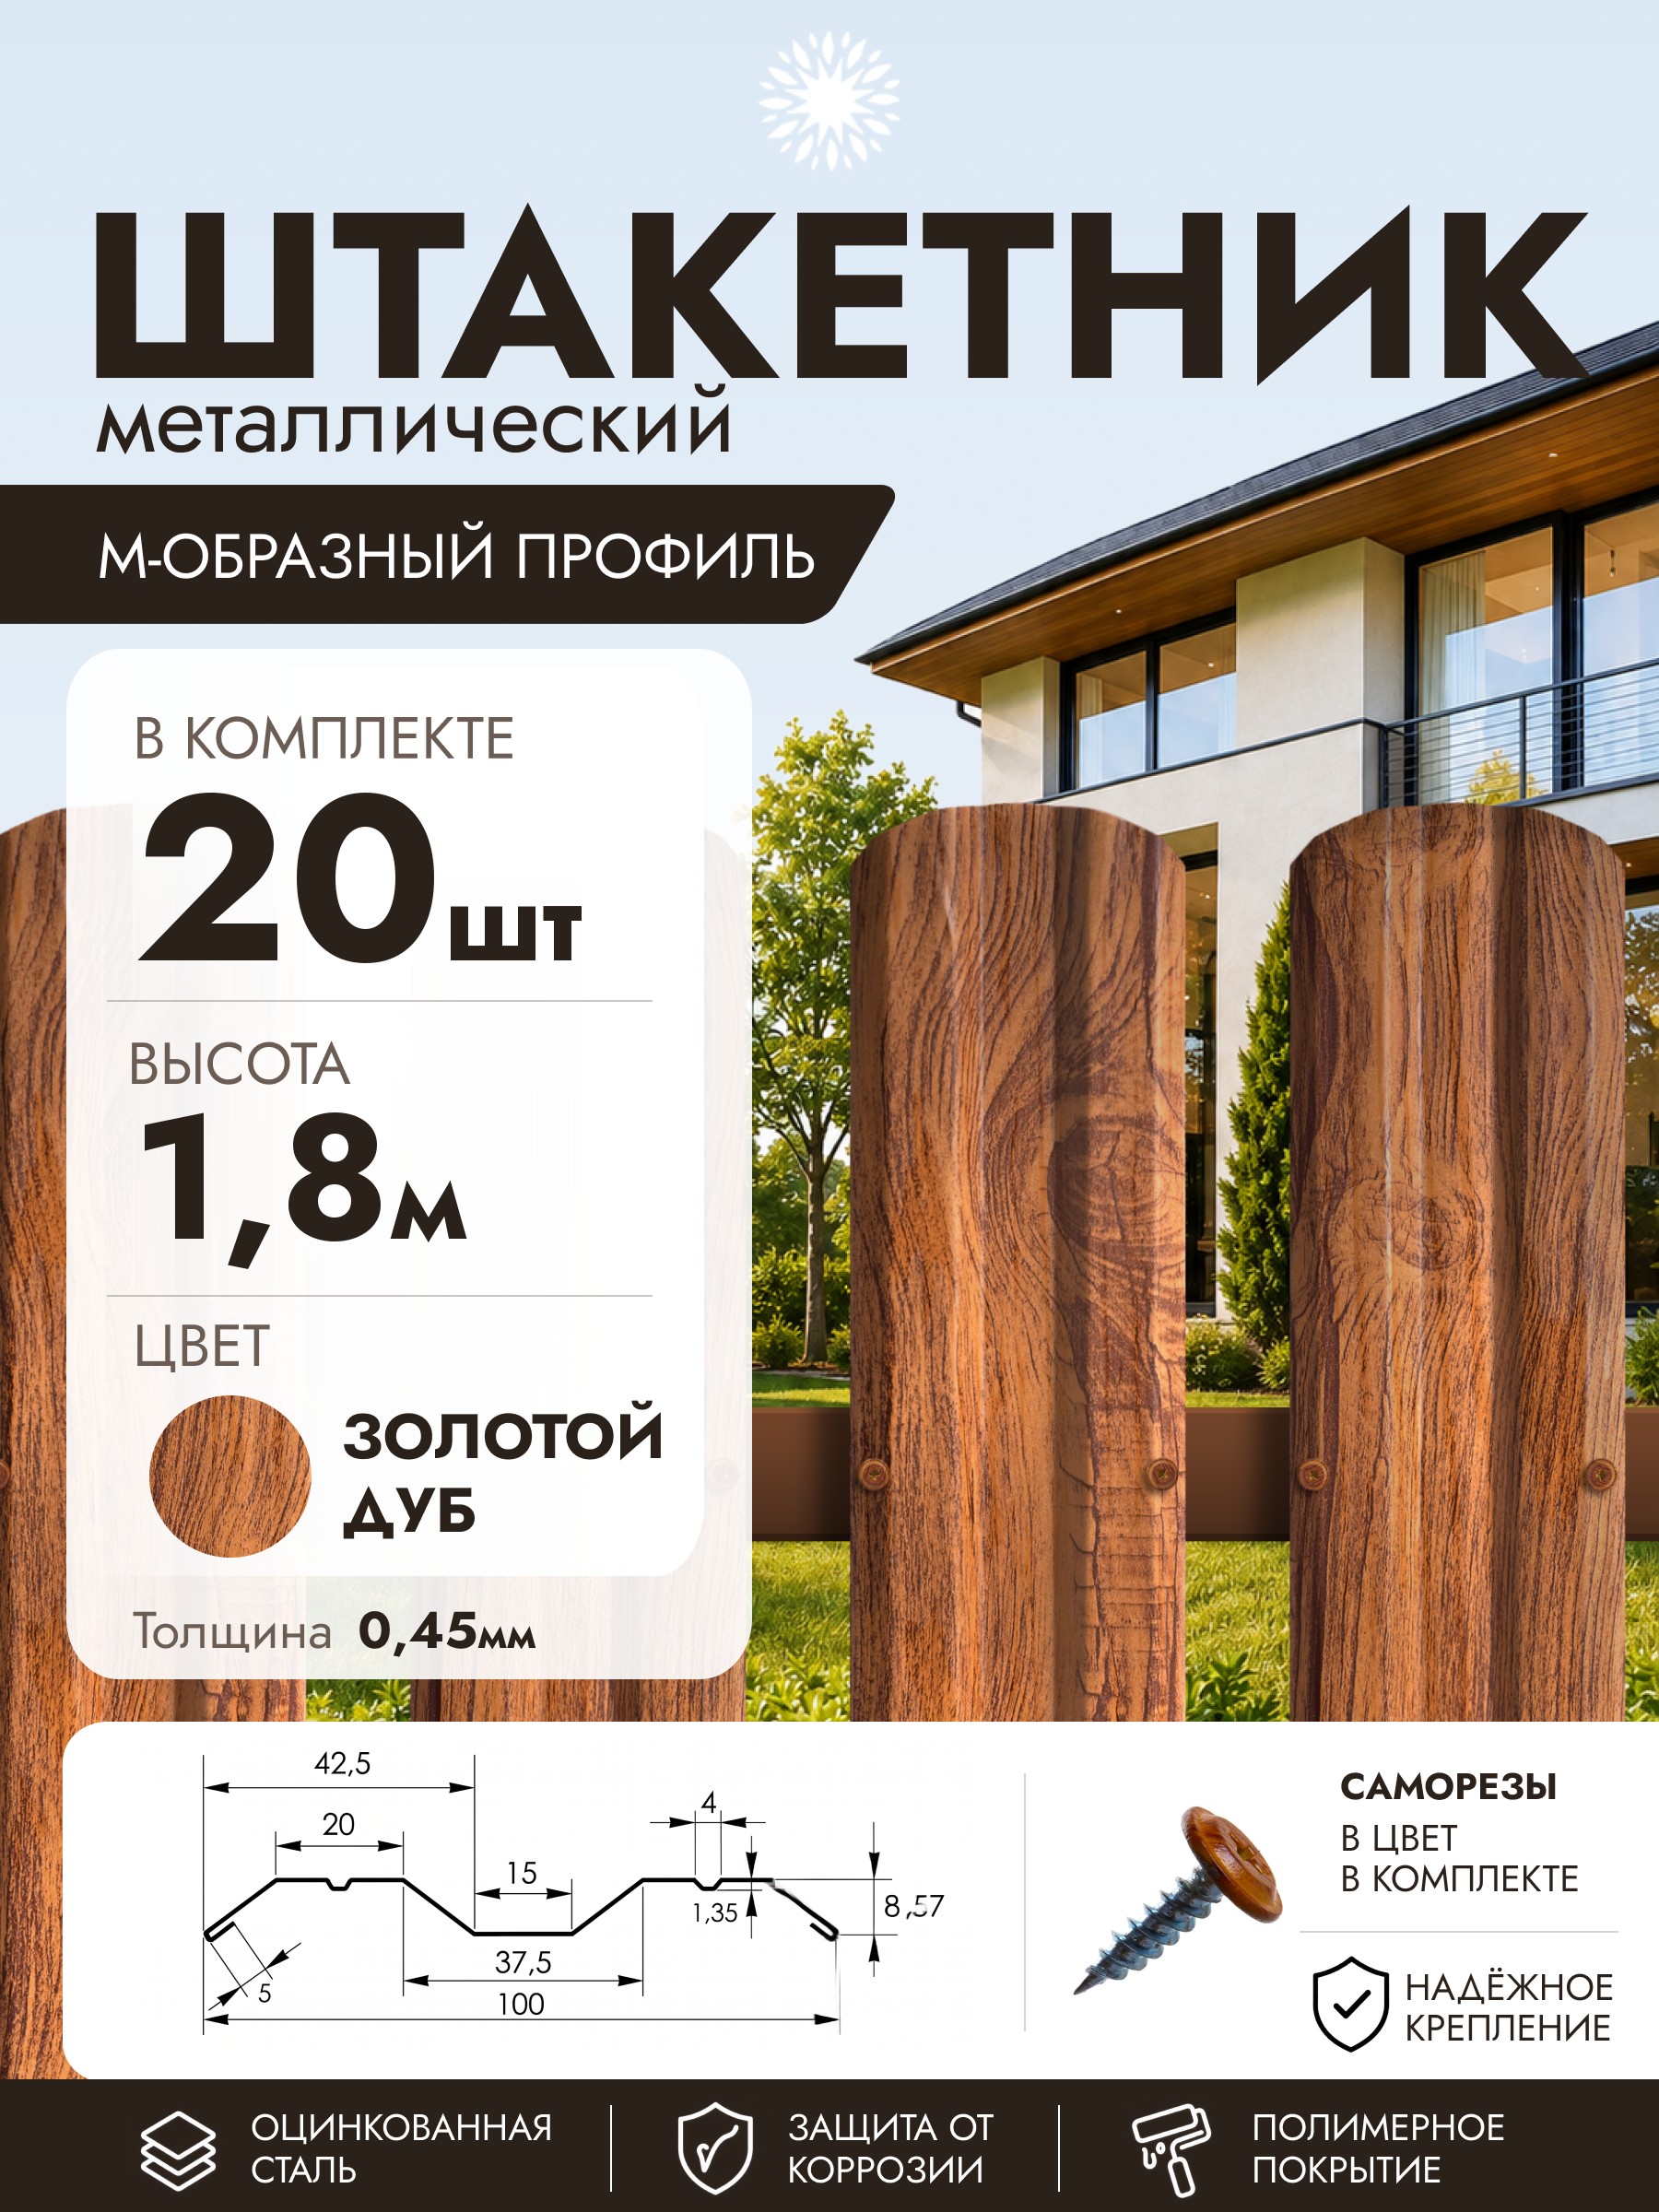 ШТАКЕТНИК
металлический
М-ОБРАЗНЫЙ ПРОФИЛЬ
В КОМПЛЕКТЕ
20шт
ВЫСОТА
1,8м
ЦВЕТ
ЗОЛОТОЙ
ДУБ
Толщина 0,45мм
42,5
20
4
15
1,35
8,57
37,5
5
100
САМОРЕЗЫ
В ЦВЕТ
В КОМПЛЕКТЕ
НАДЁЖНОЕ
КРЕПЛЕНИЕ
ОЦИНКОВАННАЯ
СТАЛЬ
ЗАЩИТА ОТ
КОРРОЗИИ
ПОЛИМЕРНОЕ
ПОКРЫТИЕ